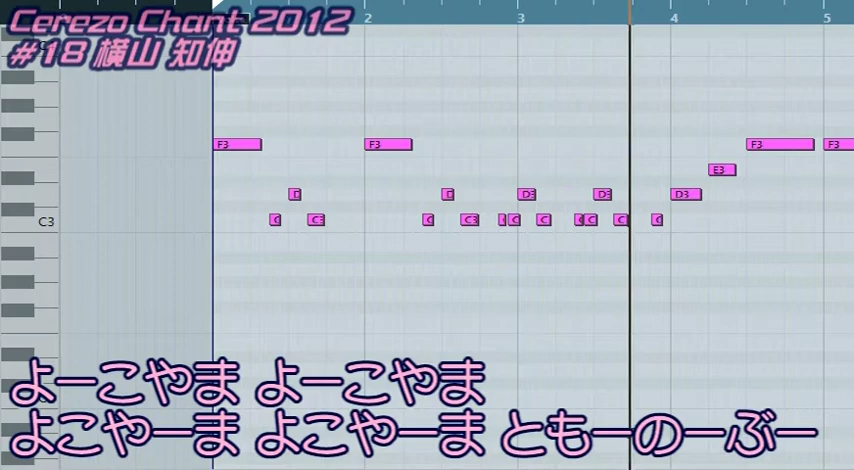 Cerezo Chant 2012
#18 横山 知伸
2 3 4 5
F3 F3 F3 F3
E3
D D D3 D3 D3
C C3 C C3 C C C C C C
C3
よーこやま よーこやま
よこやーま よこやーま ともーのーぶー